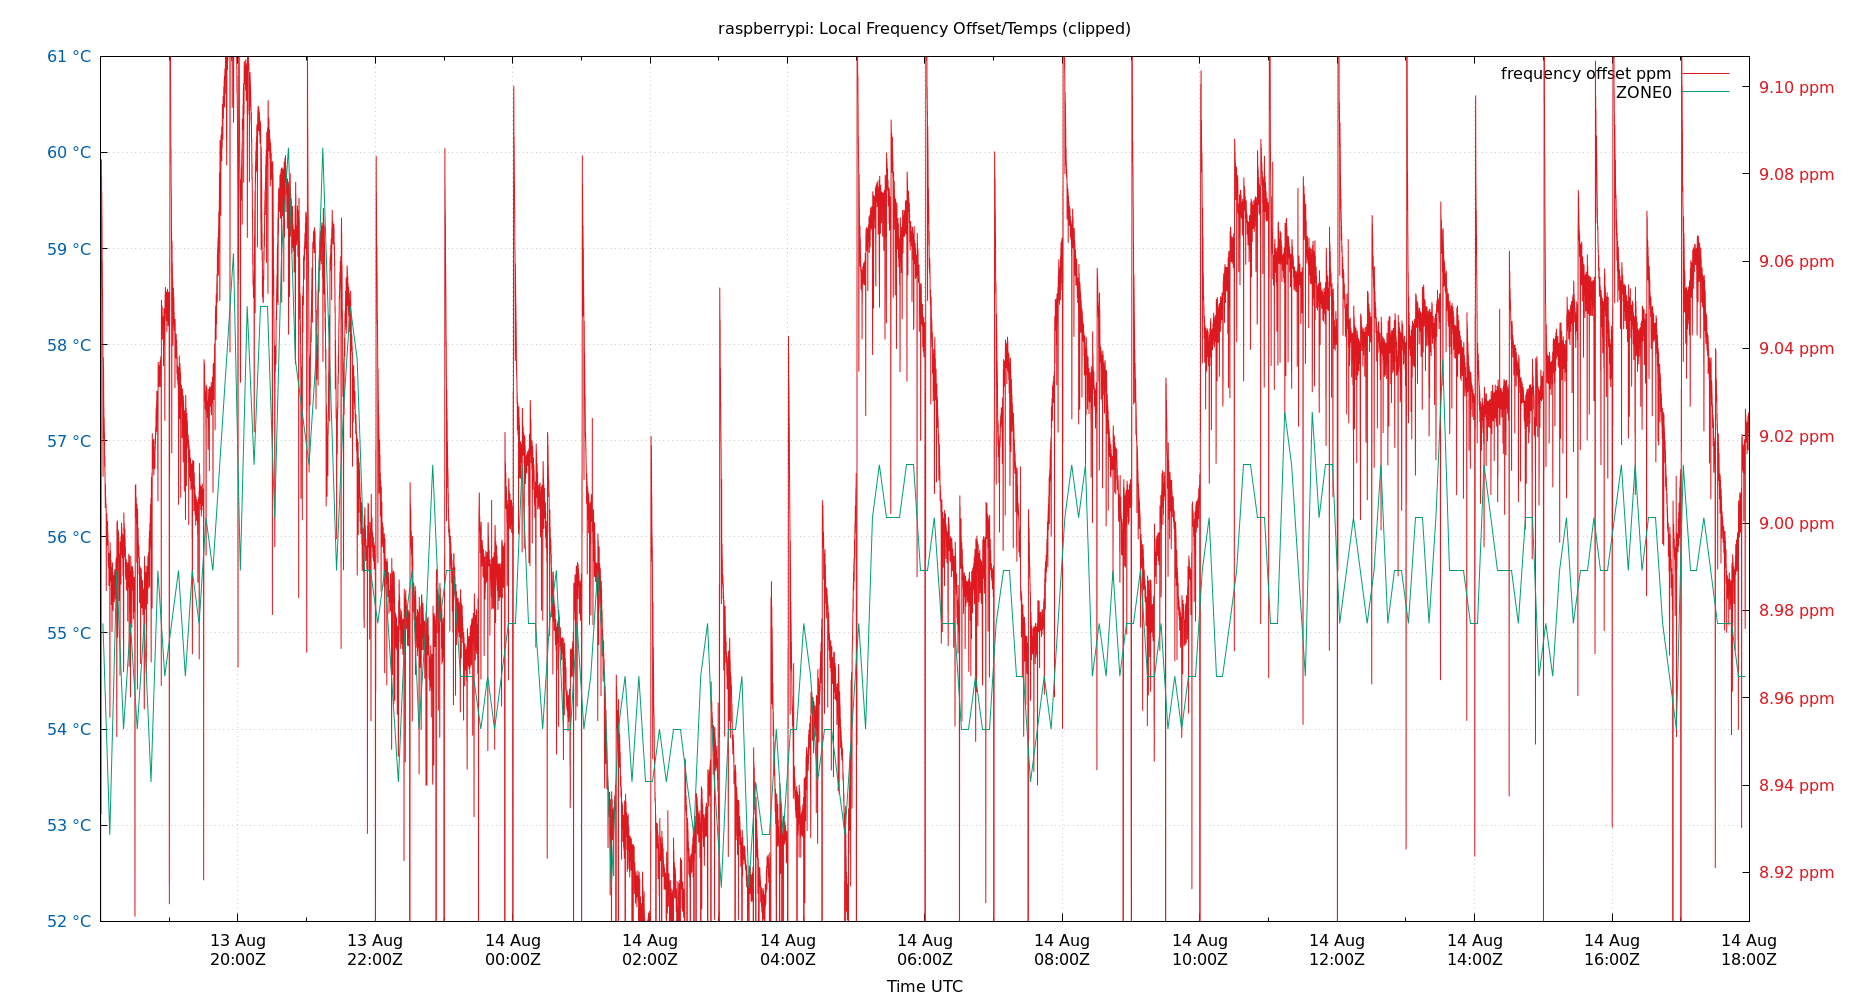 raspberrypi: Local Frequency Offset/Temps (clipped)
frequency offset ppm
ZONE0
61 °C
60 °C
59 °C
58 °C
57 °C
56 °C
55 °C
54 °C
53 °C
52 °C
9.10 ppm
9.08 ppm
9.06 ppm
9.04 ppm
9.02 ppm
9.00 ppm
8.98 ppm
8.96 ppm
8.94 ppm
8.92 ppm
13 Aug
20:00Z
13 Aug
22:00Z
14 Aug
00:00Z
14 Aug
02:00Z
14 Aug
04:00Z
14 Aug
06:00Z
14 Aug
08:00Z
14 Aug
10:00Z
14 Aug
12:00Z
14 Aug
14:00Z
14 Aug
16:00Z
14 Aug
18:00Z
Time UTC